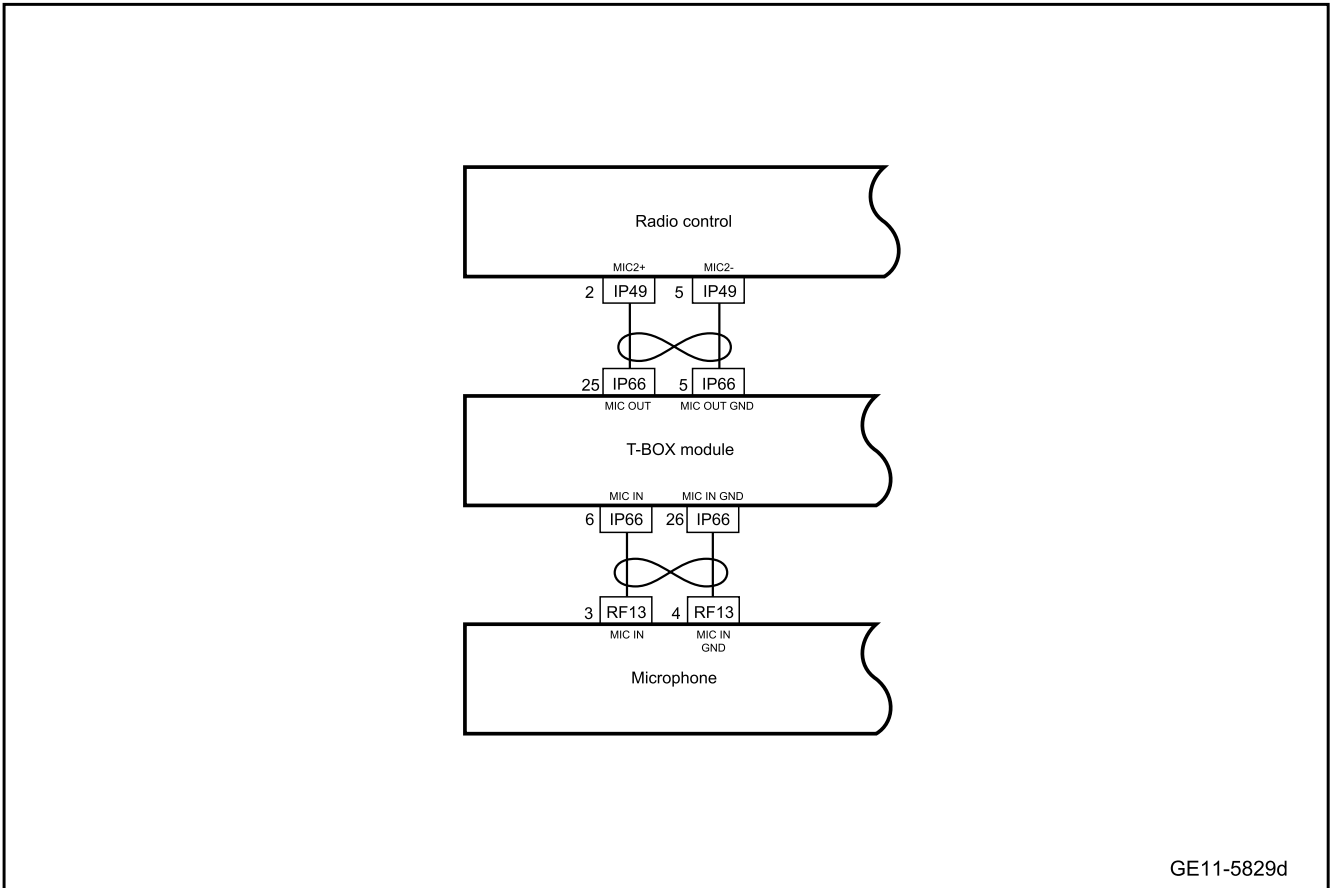 Radio control
MIC2+ MIC2-
2 IP49 5 IP49
25 IP66 5 IP66
MIC OUT MIC OUT GND
T-BOX module
MIC IN MIC IN GND
6 IP66 26 IP66
3 RF13 4 RF13
MIC IN MIC IN
GND
Microphone
GE11-5829d